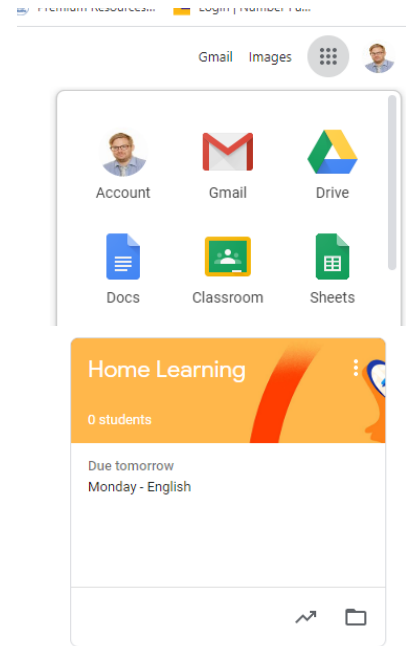 Premium Resources... Login | Number Fa...
Gmail Images
Account Gmail Drive
Docs Classroom Sheets
Home Learning
0 students
Due tomorrow
Monday - English